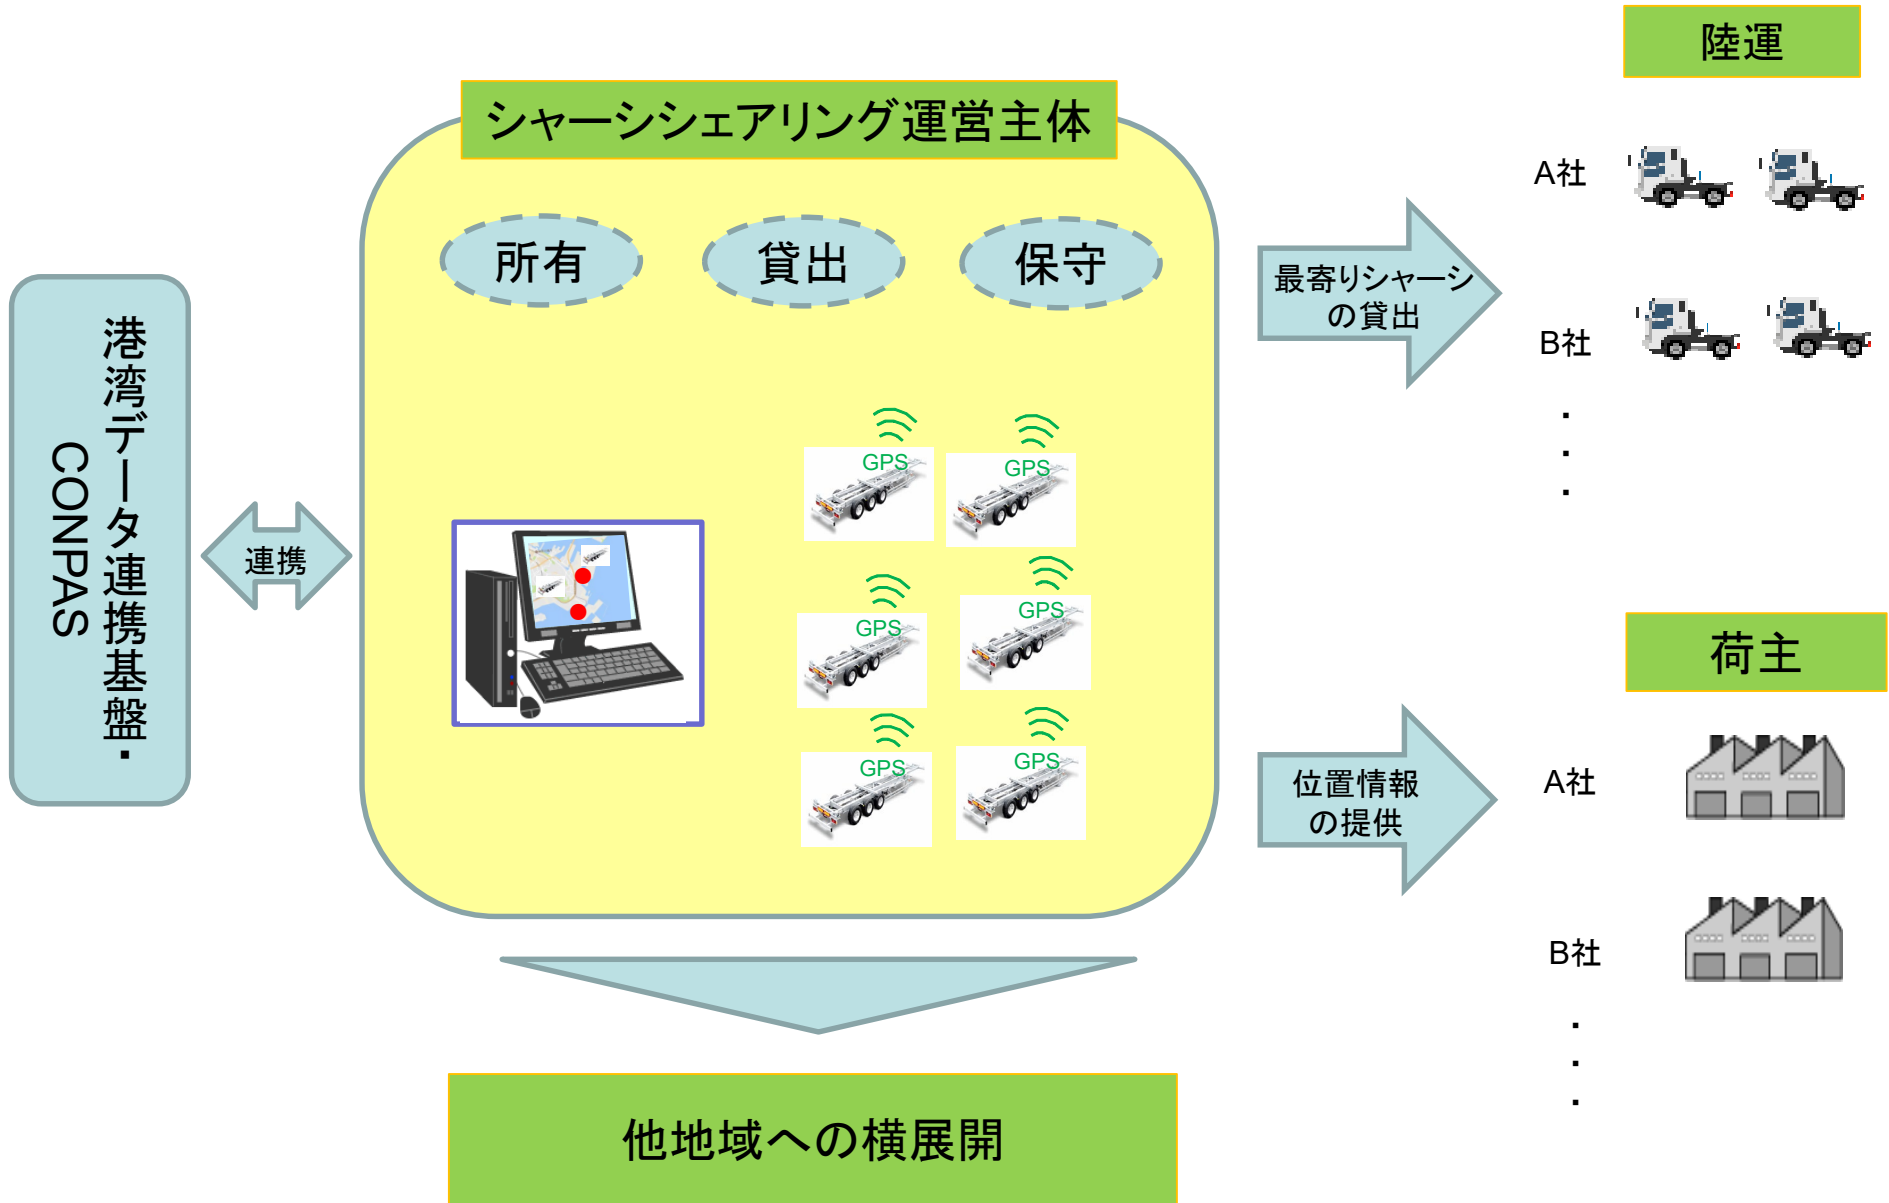 シャーシシェアリング運営主体
所有
貸出
保守
港湾データ連携基盤・
CONPAS
連携
GPS
GPS
GPS
GPS
GPS
GPS
最寄りシャーシ
の貸出
位置情報
の提供
陸運
A社
B社
・
・
・
荷主
A社
B社
・
・
・
他地域への横展開